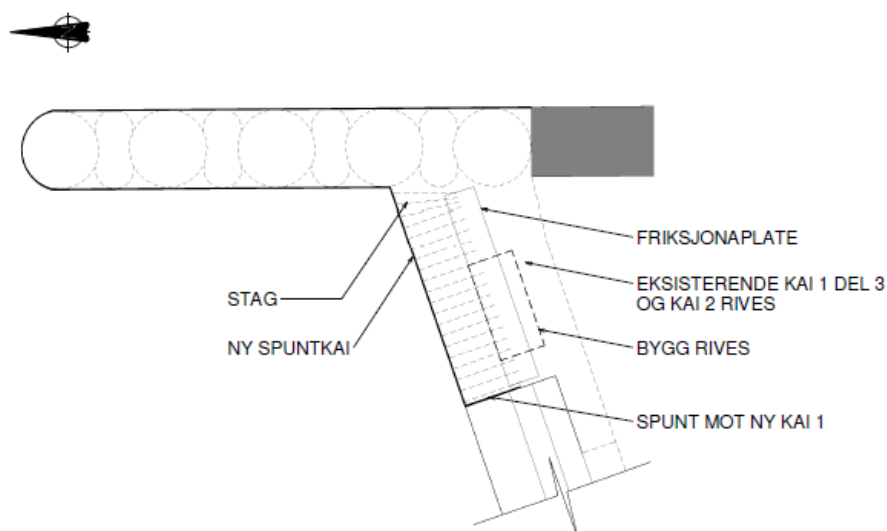 N
FRIKSJONAPLATE
EKSISTERENDE KAI 1 DEL 3
OG KAI 2 RIVES
STAG
NY SPUNTKAI
BYGG RIVES
SPUNT MOT NY KAI 1